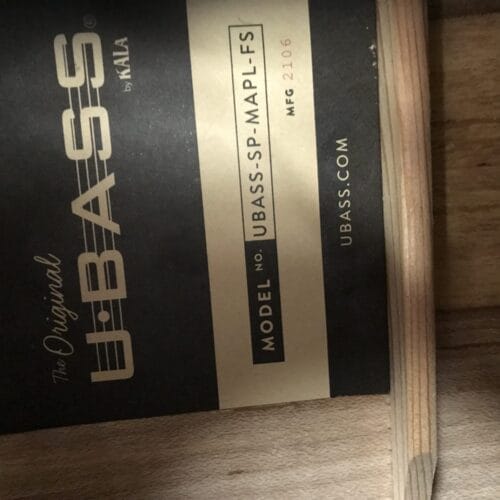 The Original
U•BASS®
by KALA
MODEL NO. UBASS-SP-MAPL-FS
MFG 2106
UBASS.COM